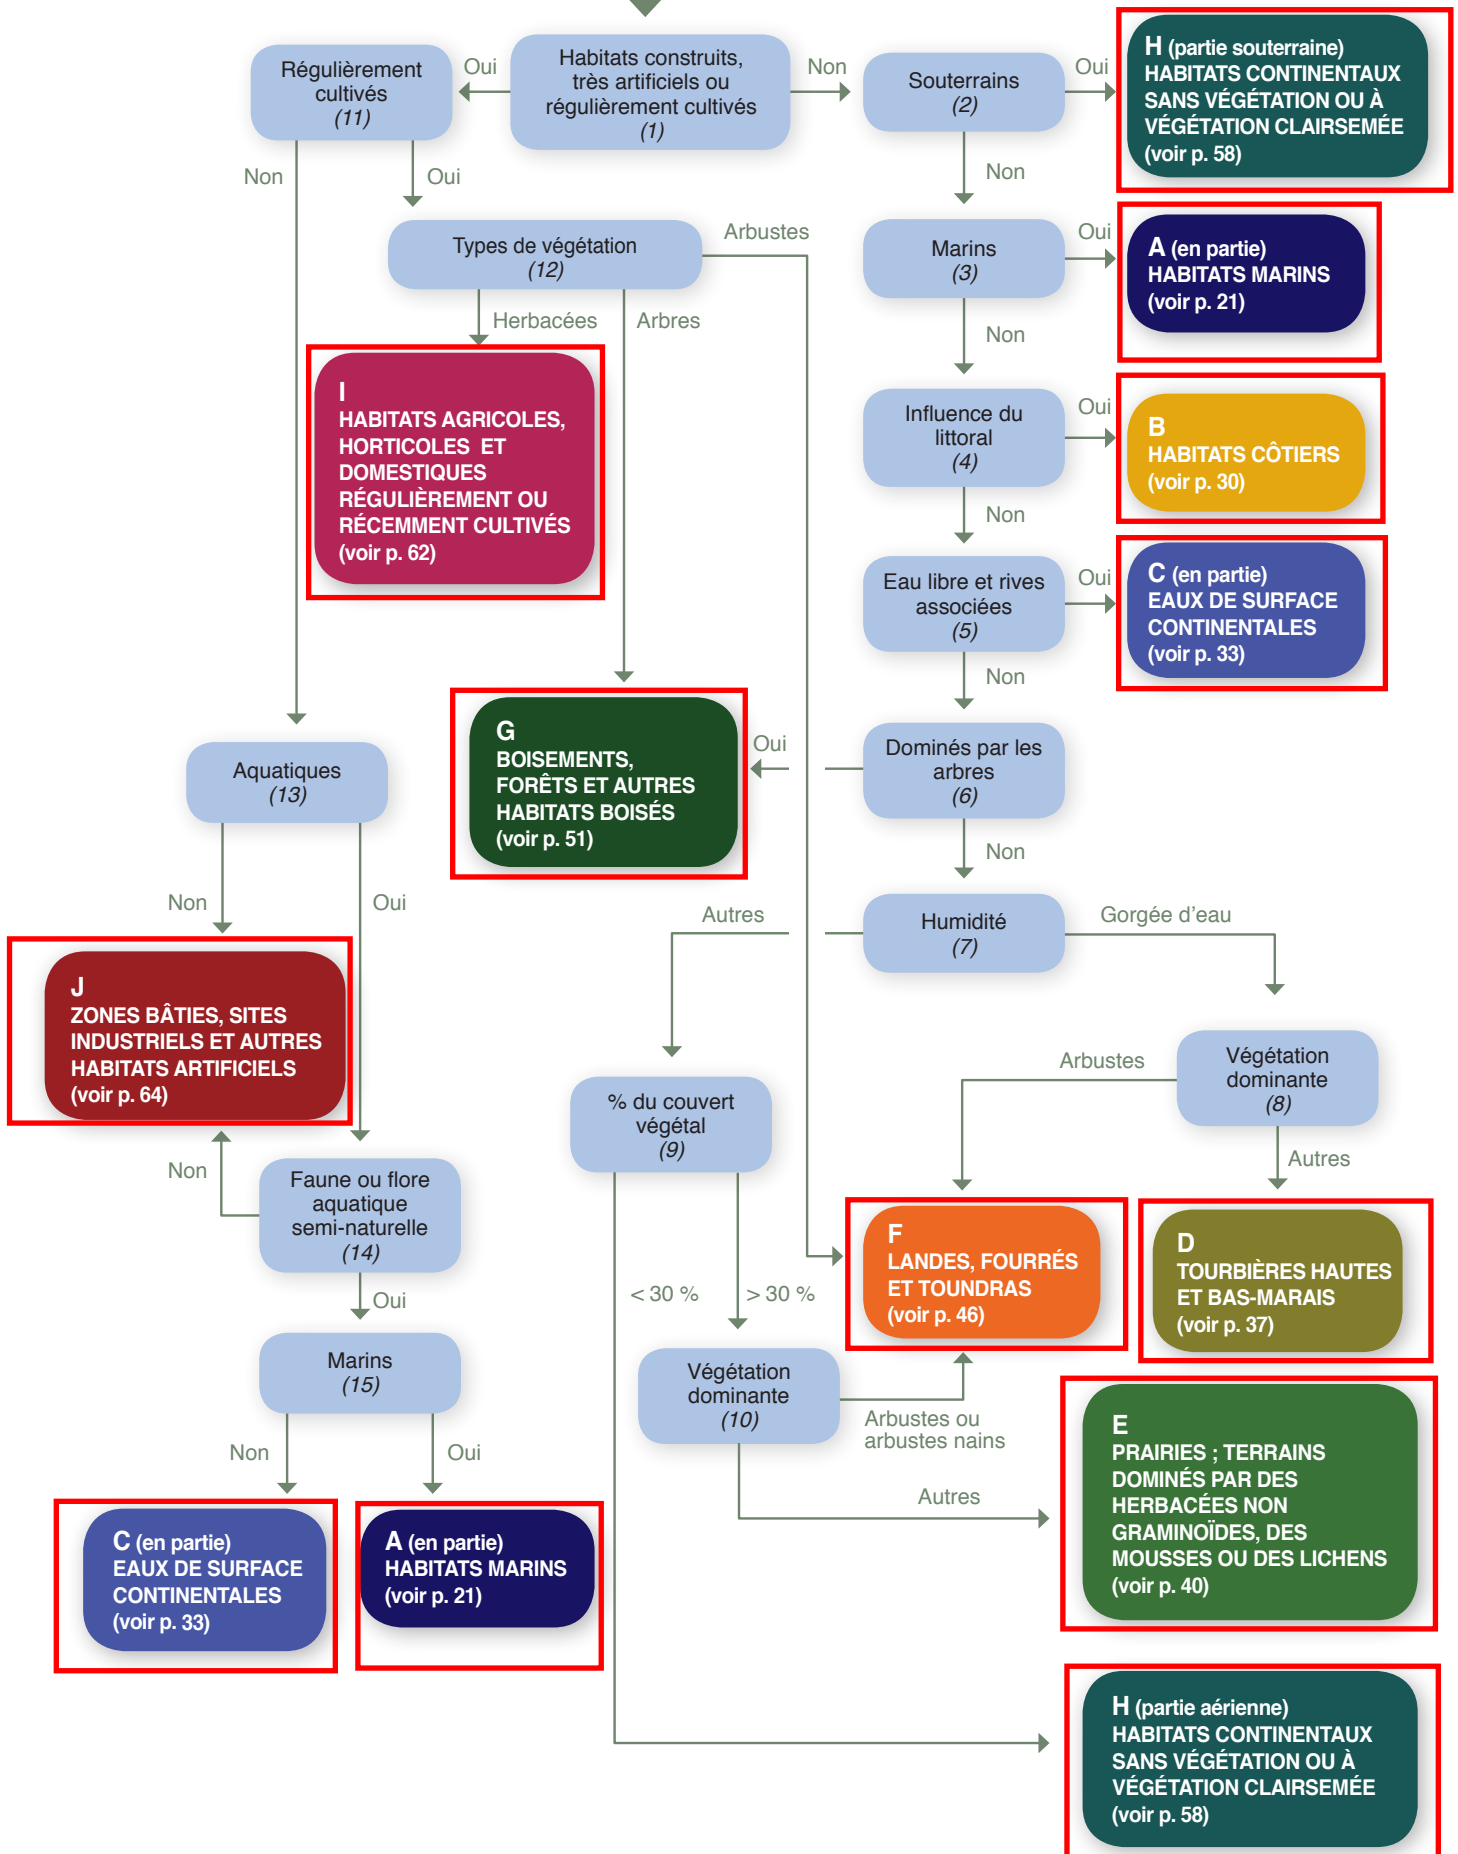 Habitats construits,
très artificiels ou
régulièrement cultivés
(1)
Oui
Non
Régulièrement
cultivés
(11)
Souterrains
(2)
Oui
H (partie souterraine)
HABITATS CONTINENTAUX
SANS VÉGÉTATION OU À
VÉGÉTATION CLAIRSEMÉE
(voir p. 58)
Non
Oui
Non
Types de végétation
(12)
Arbustes
Marins
(3)
Oui
A (en partie)
HABITATS MARINS
(voir p. 21)
Herbacées
Arbres
Non
I
HABITATS AGRICOLES,
HORTICOLES ET
DOMESTIQUES
RÉGULIÈREMENT OU
RÉCEMMENT CULTIVÉS
(voir p. 62)
Influence du
littoral
(4)
Oui
B
HABITATS CÔTIERS
(voir p. 30)
Non
Eau libre et rives
associées
(5)
Oui
C (en partie)
EAUX DE SURFACE
CONTINENTALES
(voir p. 33)
Non
G
BOISEMENTS,
FORÊTS ET AUTRES
HABITATS BOISÉS
(voir p. 51)
Oui
Dominés par les
arbres
(6)
Aquatiques
(13)
Non
Non
Oui
Autres
Humidité
(7)
Gorgée d'eau
J
ZONES BÂTIES, SITES
INDUSTRIELS ET AUTRES
HABITATS ARTIFICIELS
(voir p. 64)
% du couvert
végétal
(9)
Arbustes
Végétation
dominante
(8)
Autres
Non
Faune ou flore
aquatique
semi-naturelle
(14)
F
LANDES, FOURRÉS
ET TOUNDRAS
(voir p. 46)
D
TOURBIÈRES HAUTES
ET BAS-MARAIS
(voir p. 37)
Oui
< 30 %
> 30 %
Marins
(15)
Végétation
dominante
(10)
Arbustes ou
arbustes nains
Autres
E
PRAIRIES ; TERRAINS
DOMINÉS PAR DES
HERBACÉES NON
GRAMINOÏDES, DES
MOUSSES OU DES LICHENS
(voir p. 40)
Non
Oui
C (en partie)
EAUX DE SURFACE
CONTINENTALES
(voir p. 33)
A (en partie)
HABITATS MARINS
(voir p. 21)
H (partie aérienne)
HABITATS CONTINENTAUX
SANS VÉGÉTATION OU À
VÉGÉTATION CLAIRSEMÉE
(voir p. 58)